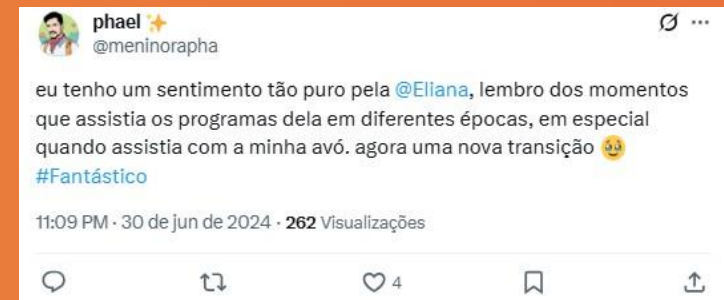 phael ✨
@meninorapha
eu tenho um sentimento tão puro pela @Eliana, lembro dos momentos
que assistia os programas dela em diferentes épocas, em especial
quando assistia com a minha avó. agora uma nova transição 🥹
#Fantástico
11:09 PM · 30 de jun de 2024 · 262 Visualizações
4